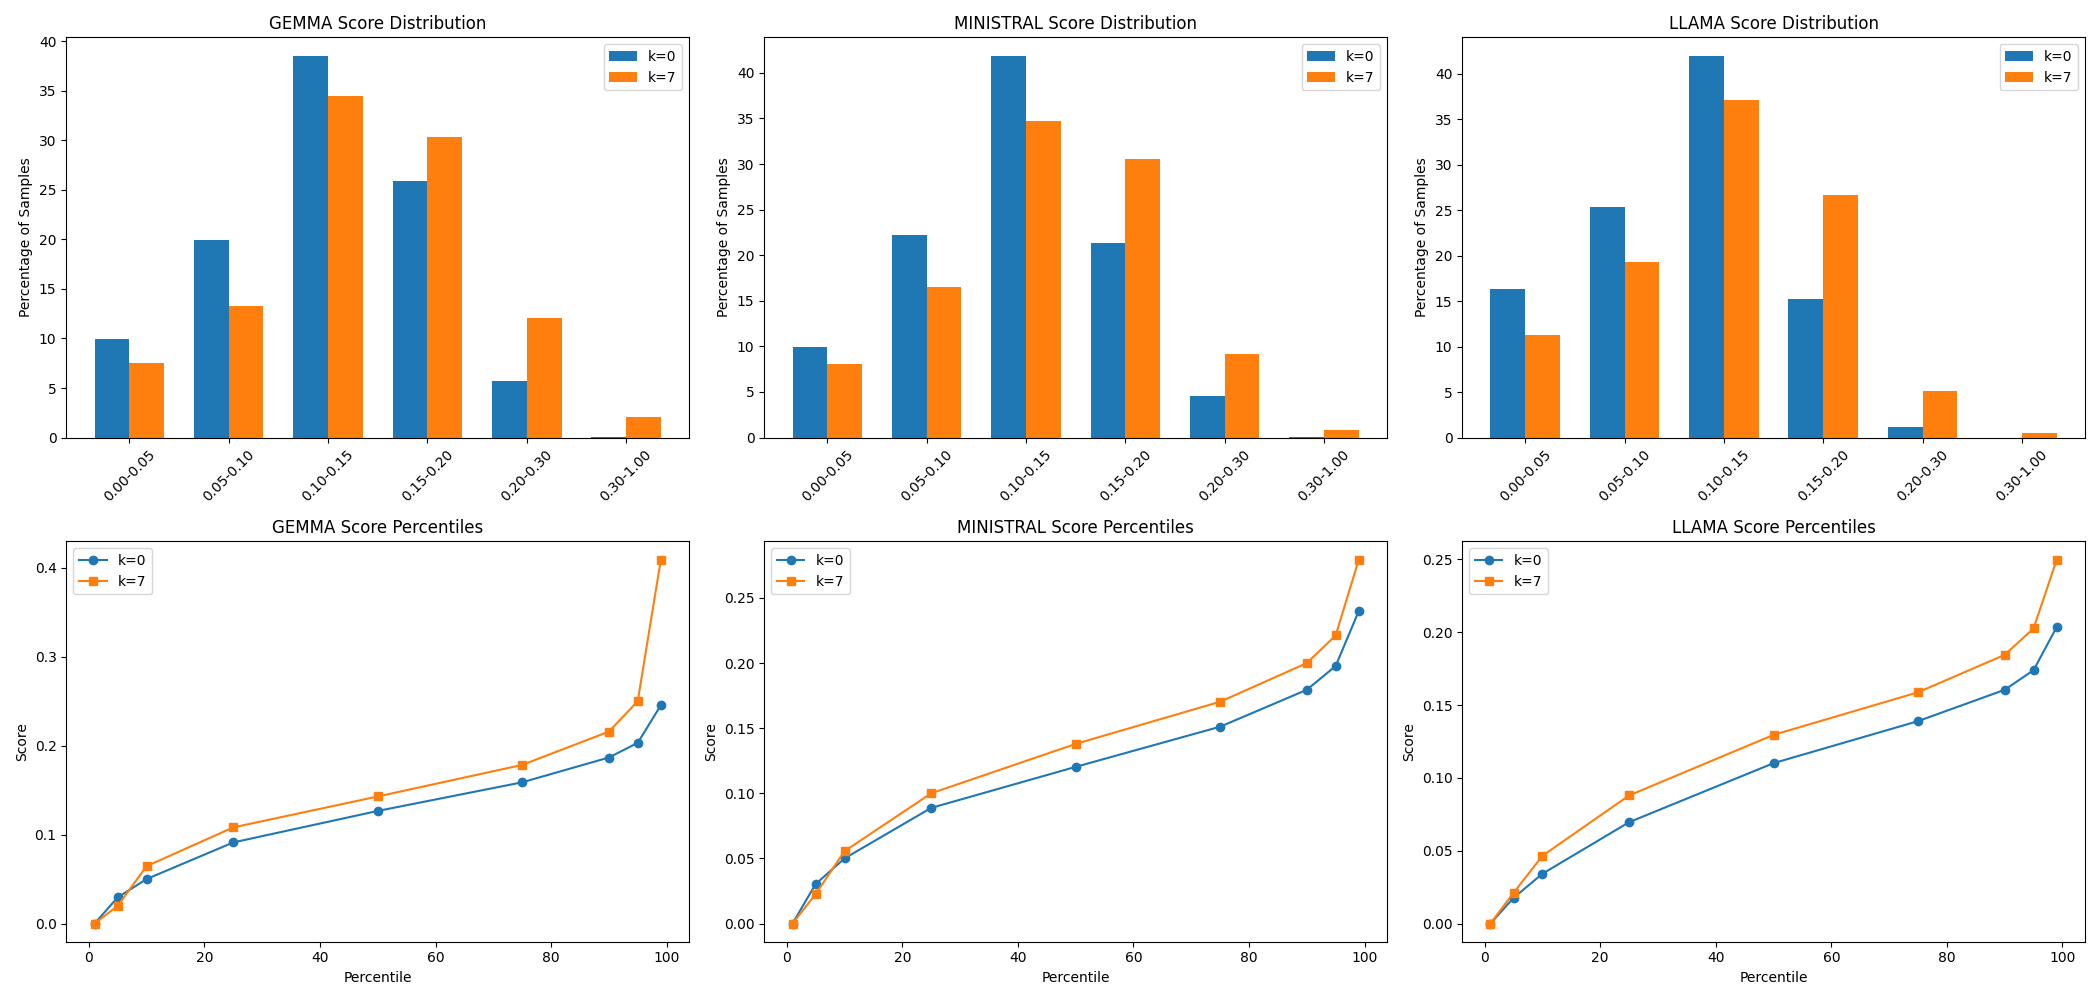 GEMMA Score Distribution
Percentage of Samples
40
35
30
25
20
15
10
5
0
k=0
k=7
0.00-0.05
0.05-0.10
0.10-0.15
0.15-0.20
0.20-0.30
0.30-1.00
MINISTRAL Score Distribution
Percentage of Samples
40
35
30
25
20
15
10
5
0
k=0
k=7
0.00-0.05
0.05-0.10
0.10-0.15
0.15-0.20
0.20-0.30
0.30-1.00
LLAMA Score Distribution
Percentage of Samples
40
35
30
25
20
15
10
5
0
k=0
k=7
0.00-0.05
0.05-0.10
0.10-0.15
0.15-0.20
0.20-0.30
0.30-1.00
GEMMA Score Percentiles
Score
0.4
0.3
0.2
0.1
0.0
k=0
k=7
0
20
40
60
80
100
Percentile
MINISTRAL Score Percentiles
Score
0.25
0.20
0.15
0.10
0.05
0.00
k=0
k=7
0
20
40
60
80
100
Percentile
LLAMA Score Percentiles
Score
0.25
0.20
0.15
0.10
0.05
0.00
k=0
k=7
0
20
40
60
80
100
Percentile